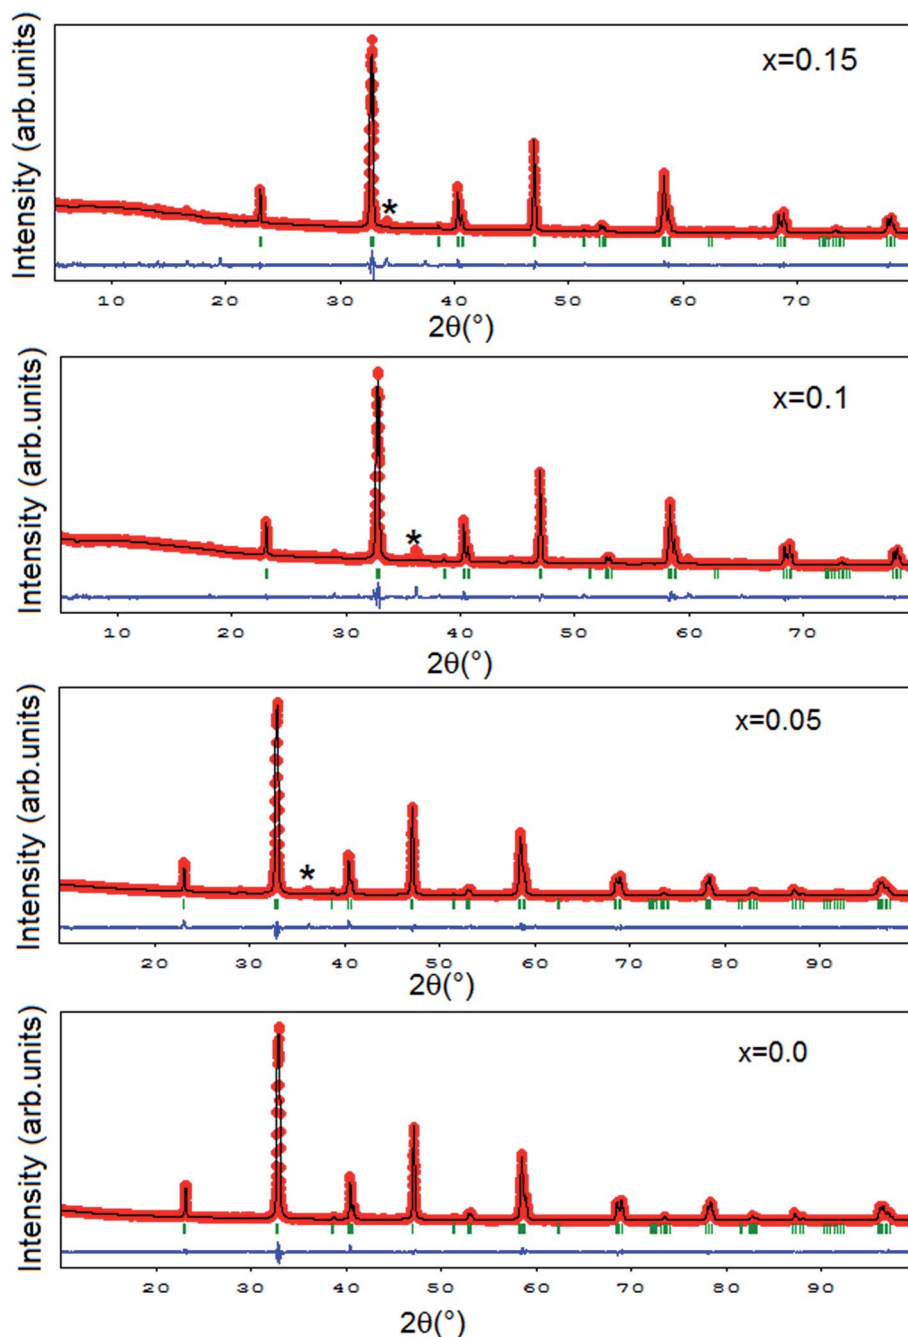 Intensity (arb.units)
x=0.15
*
10 20 30 40 50 60 70
2θ(°)
Intensity (arb.units)
x=0.1
*
10 20 30 40 50 60 70
2θ(°)
Intensity (arb.units)
x=0.05
*
20 30 40 50 60 70 80 90
2θ(°)
Intensity (arb.units)
x=0.0
20 30 40 50 60 70 80 90
2θ(°)